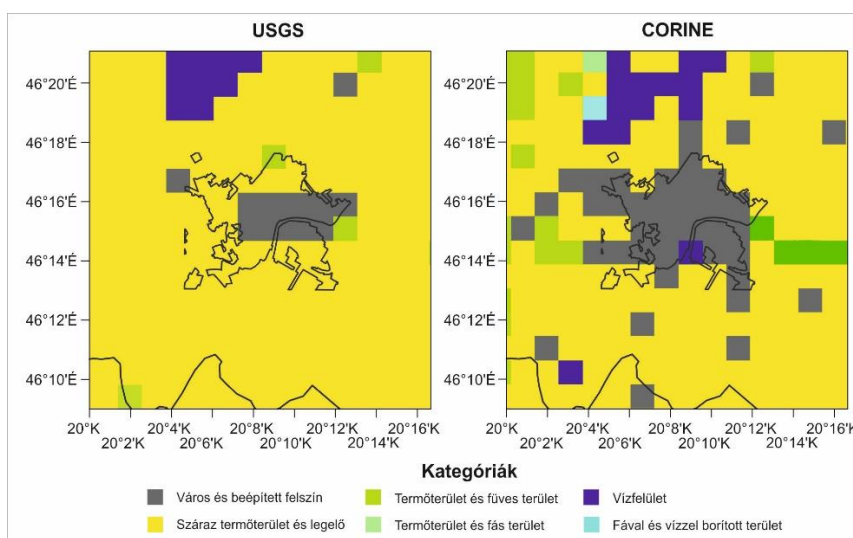 USGS
CORINE
46°20'É
46°18'É
46°16'É
46°14'É
46°12'É
46°10'É
46°20'É
46°18'É
46°16'É
46°14'É
46°12'É
46°10'É
20°K 20°4'K 20°8'K 20°12'K 20°16'K
20°2'K 20°6'K 20°10'K 20°14'K
20°K 20°4'K 20°8'K 20°12'K 20°16'K
20°2'K 20°6'K 20°10'K 20°14'K
Kategóriák
Város és beépített felszín
Termőterület és füves terület
Vízfelület
Száraz termőterület és legelő
Termőterület és fás terület
Fával és vízzel borított terület